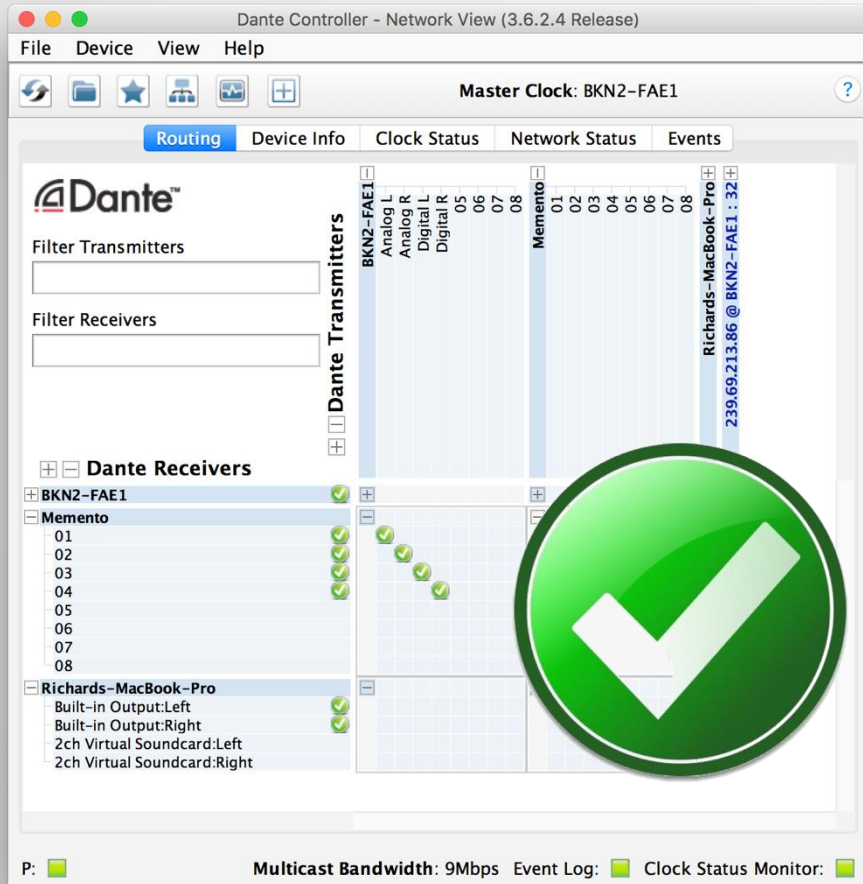 Dante Controller - Network View (3.6.2.4 Release)
File Device View Help
Master Clock: BKN2-FAE1
?
Routing Device Info Clock Status Network Status Events
Dante™
Filter Transmitters
Filter Receivers
Dante Transmitters
BKN2-FAE1
Analog L
Analog R
Digital L
Digital R
05
06
07
08
Memento
01
02
03
04
05
06
07
08
Richards-MacBook-Pro
239.69.213.86 @ BKN2-FAE1 : 32
Dante Receivers
BKN2-FAE1
Memento
01
02
03
04
05
06
07
08
Richards-MacBook-Pro
Built-in Output:Left
Built-in Output:Right
2ch Virtual Soundcard:Left
2ch Virtual Soundcard:Right
P: Multicast Bandwidth: 9Mbps Event Log: Clock Status Monitor: